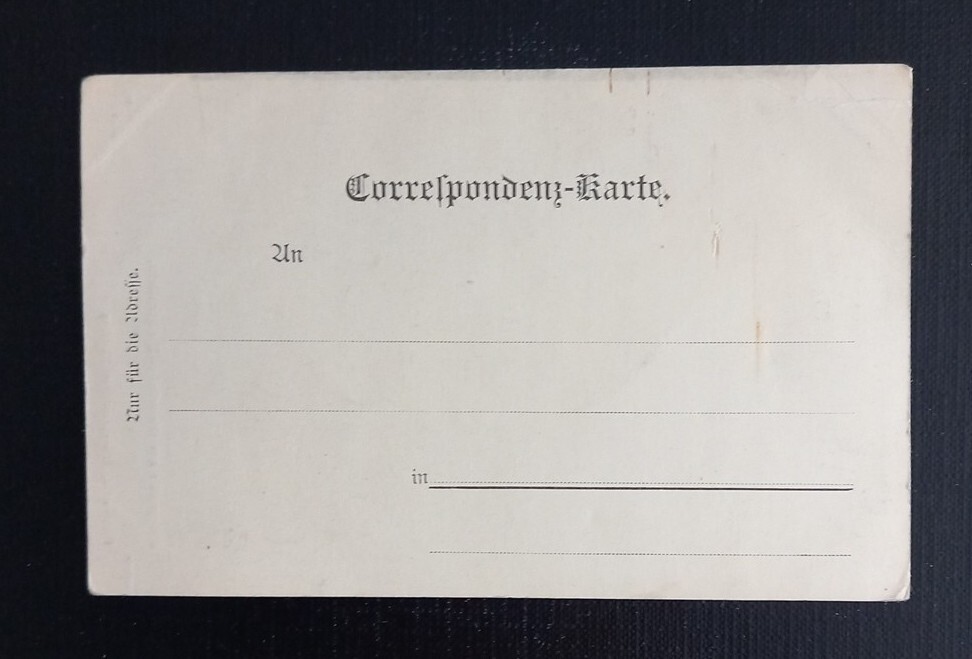 Correſpondenz-Karte.
An
Nur für die Adreſſe.
in